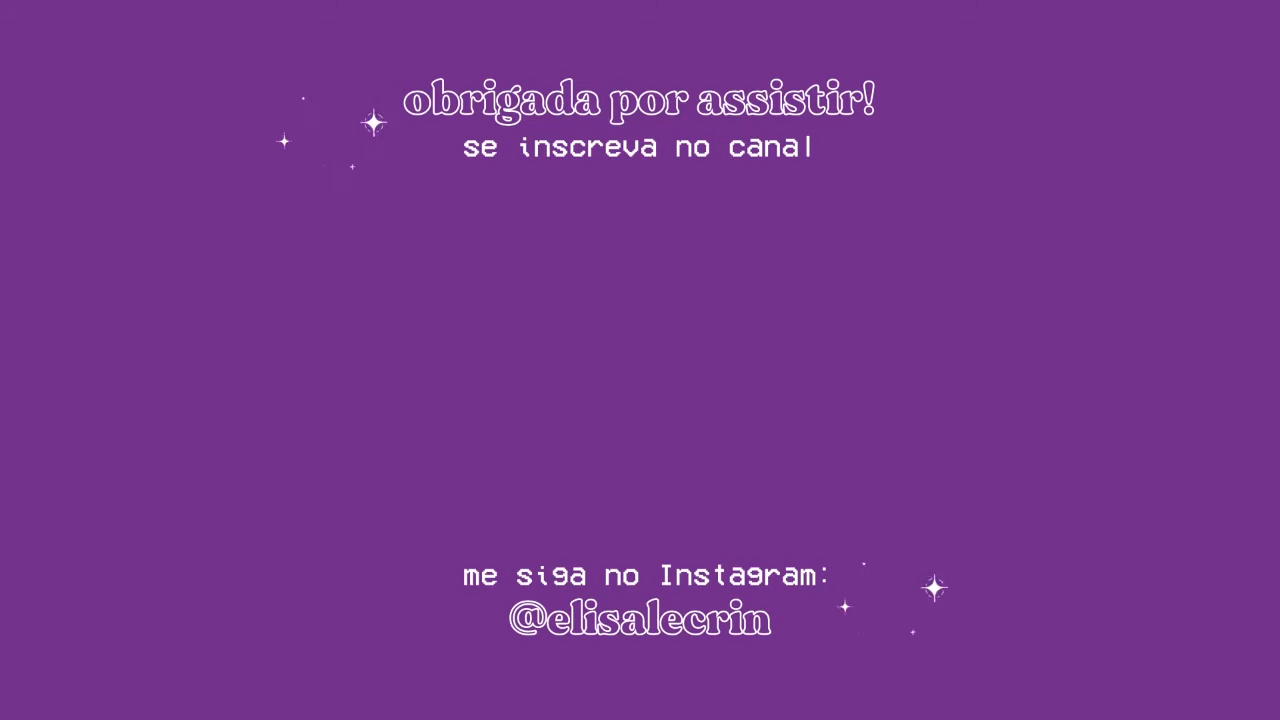 obrigada por assistir!
se inscreva no canal
me siga no Instagram:
@elisalecrin